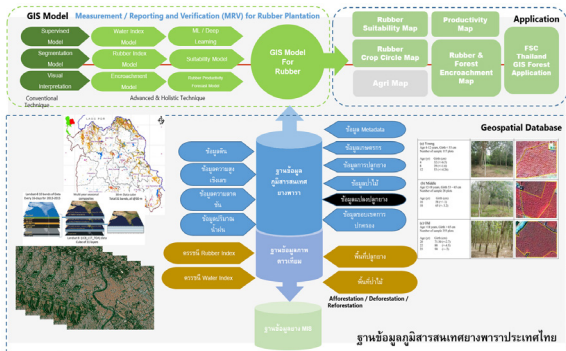 GIS Model
Measurement / Reporting and Verification (MRV) for Rubber Plantation
Supervised
Model
Water Index
Model
ML / Deep
Learning
Segmentation
Model
Rubber Index
Model
Suitability Model
Visual
Interpretation
Encroachment
Model
Rubber Productivity
Forecast Model
Conventional
Technique
Advanced & Holistic Technique
GIS Model
For
Rubber
Application
Rubber
Suitability Map
Productivity
Map
Rubber
Crop Circle Map
Rubber &
Forest
Encroachment
Map
Agri Map
FSC
Thailand
GIS Forest
Application
Geospatial Database
ข้อมูลดิน
ข้อมูลความสูง
เชิงเลข
ข้อมูลความลาด
ชัน
ข้อมูลปริมาณ
น้ำฝน
ฐานข้อมูล
ภูมิสารสนเทศ
ยางพารา
ข้อมูล Metadata
ข้อมูลเกษตรกร
ข้อมูลการปลูกยาง
ข้อมูลป่าไม้
ข้อมูลแปลงปลูกยาง
ข้อมูลขอบเขตการ
ปกครอง
ดรรชนี Rubber Index
ดรรชนี Water Index
ฐานข้อมูลภาพ
ดาวเทียม
พื้นที่ปลูกยาง
พื้นที่ป่าไม้
Afforestation / Deforestation /
Reforestation
ฐานข้อมูลยาง MIS
ฐานข้อมูลภูมิสารสนเทศยางพาราประเทศไทย